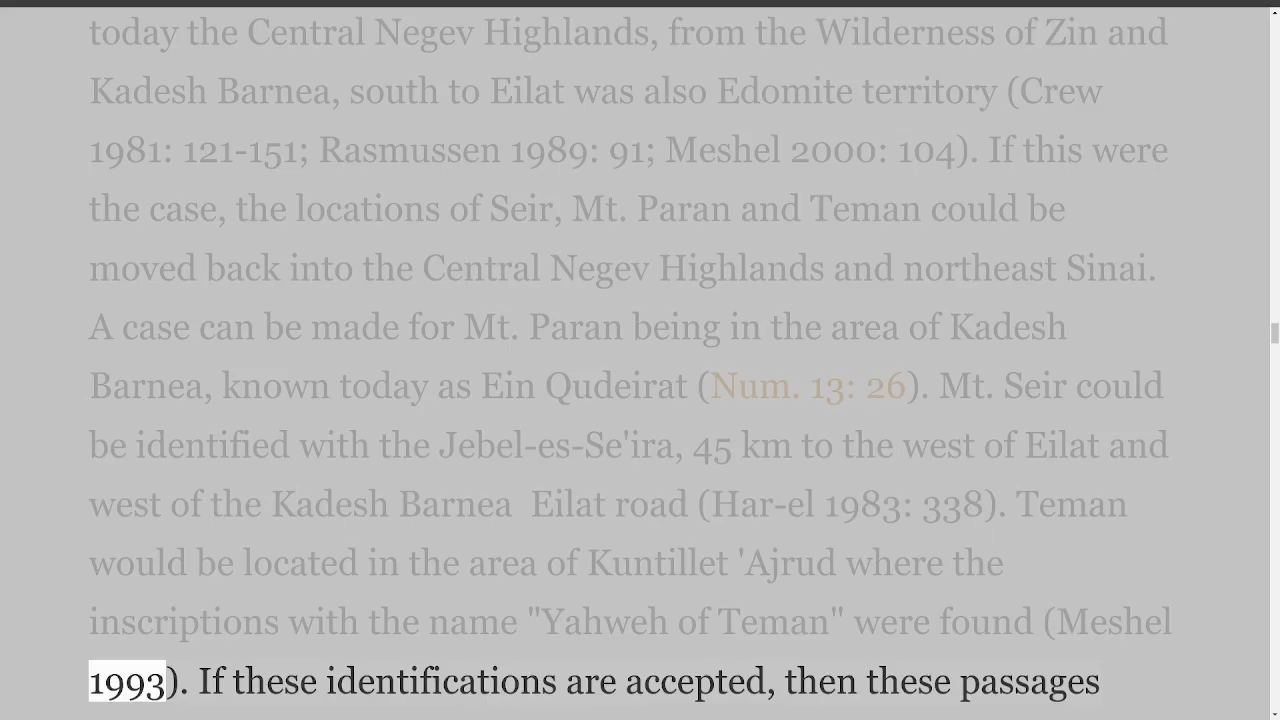 today the Central Negev Highlands, from the Wilderness of Zin and
Kadesh Barnea, south to Eilat was also Edomite territory (Crew
1981: 121-151; Rasmussen 1989: 91; Meshel 2000: 104). If this were
the case, the locations of Seir, Mt. Paran and Teman could be
moved back into the Central Negev Highlands and northeast Sinai.
A case can be made for Mt. Paran being in the area of Kadesh
Barnea, known today as Ein Qudeirat (Num. 13: 26). Mt. Seir could
be identified with the Jebel-es-Se'ira, 45 km to the west of Eilat and
west of the Kadesh Barnea  Eilat road (Har-el 1983: 338). Teman
would be located in the area of Kuntillet 'Ajrud where the
inscriptions with the name "Yahweh of Teman" were found (Meshel
1993). If these identifications are accepted, then these passages